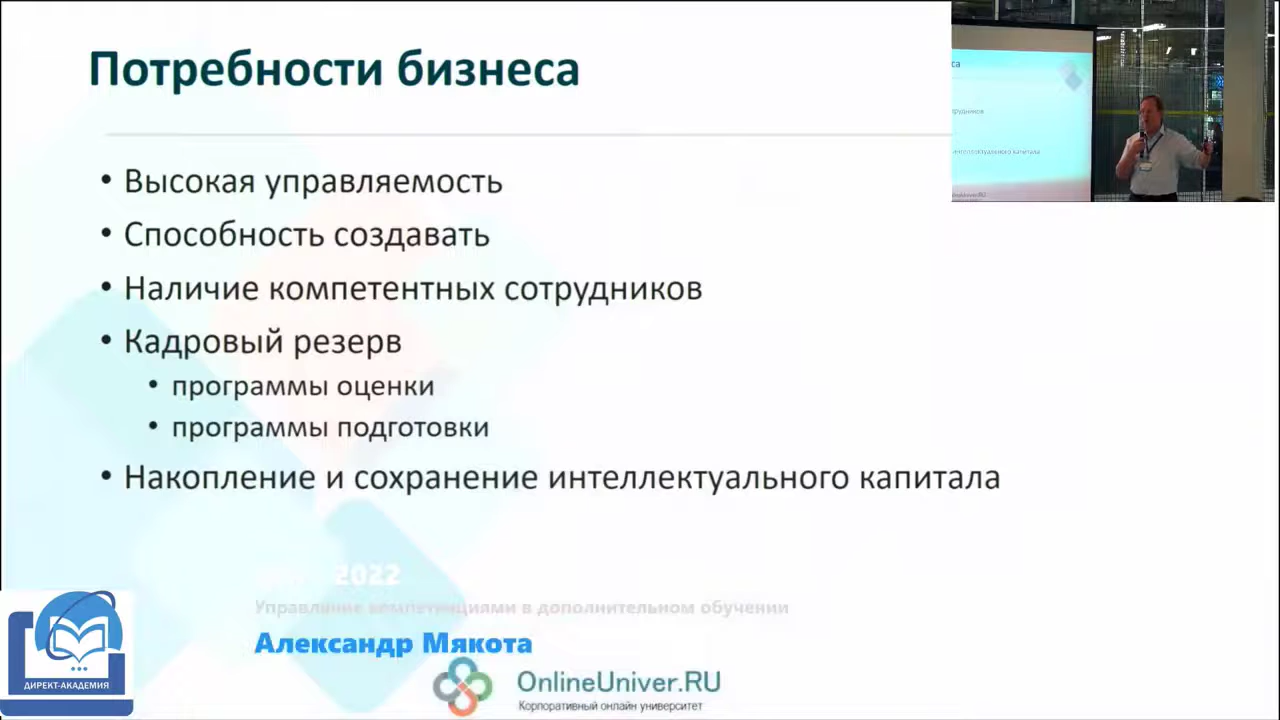 Потребности бизнеса
• Высокая управляемость
• Способность создавать
• Наличие компетентных сотрудников
• Кадровый резерв
• программы оценки
• программы подготовки
• Накопление и сохранение интеллектуального капитала
2022
Управление компетенциями в дополнительном обучении
Александр Мякота
ДИРЕКТ-АКАДЕМИЯ
OnlineUniver.RU
Корпоративный онлайн университет